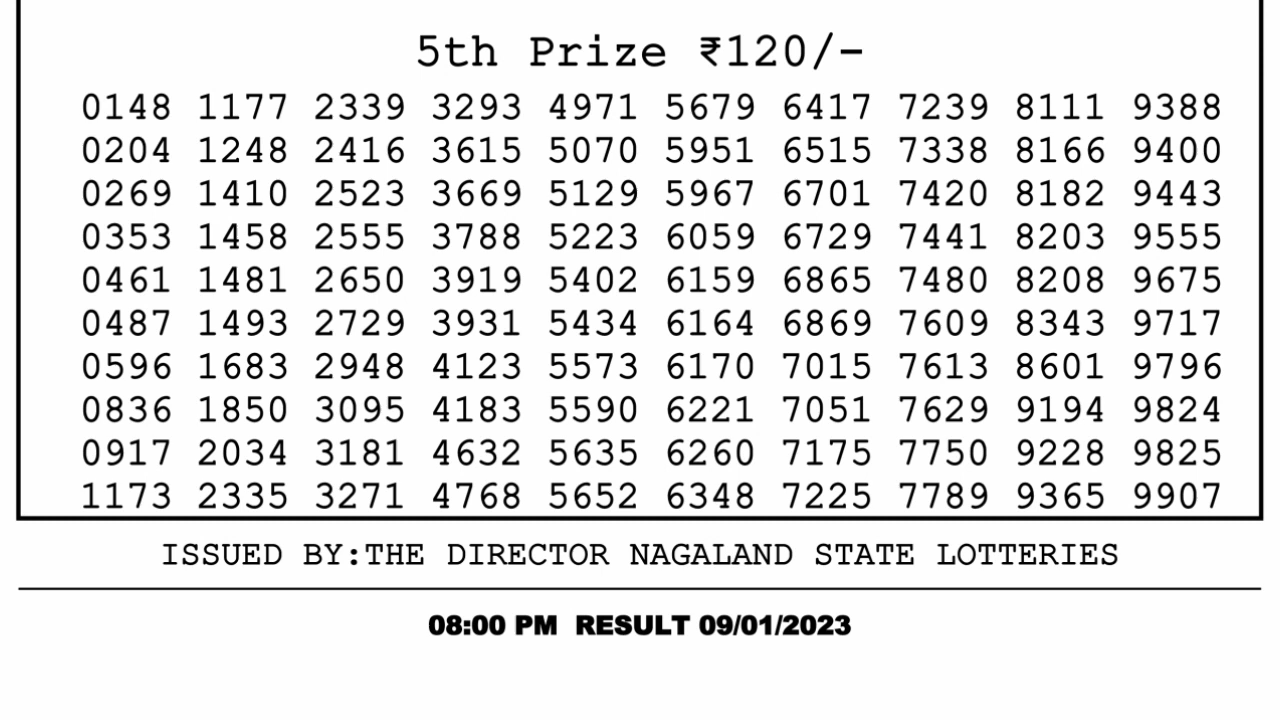 5th Prize ₹120/-
0148 1177 2339 3293 4971 5679 6417 7239 8111 9388
0204 1248 2416 3615 5070 5951 6515 7338 8166 9400
0269 1410 2523 3669 5129 5967 6701 7420 8182 9443
0353 1458 2555 3788 5223 6059 6729 7441 8203 9555
0461 1481 2650 3919 5402 6159 6865 7480 8208 9675
0487 1493 2729 3931 5434 6164 6869 7609 8343 9717
0596 1683 2948 4123 5573 6170 7015 7613 8601 9796
0836 1850 3095 4183 5590 6221 7051 7629 9194 9824
0917 2034 3181 4632 5635 6260 7175 7750 9228 9825
1173 2335 3271 4768 5652 6348 7225 7789 9365 9907
ISSUED BY:THE DIRECTOR NAGALAND STATE LOTTERIES
08:00 PM RESULT 09/01/2023